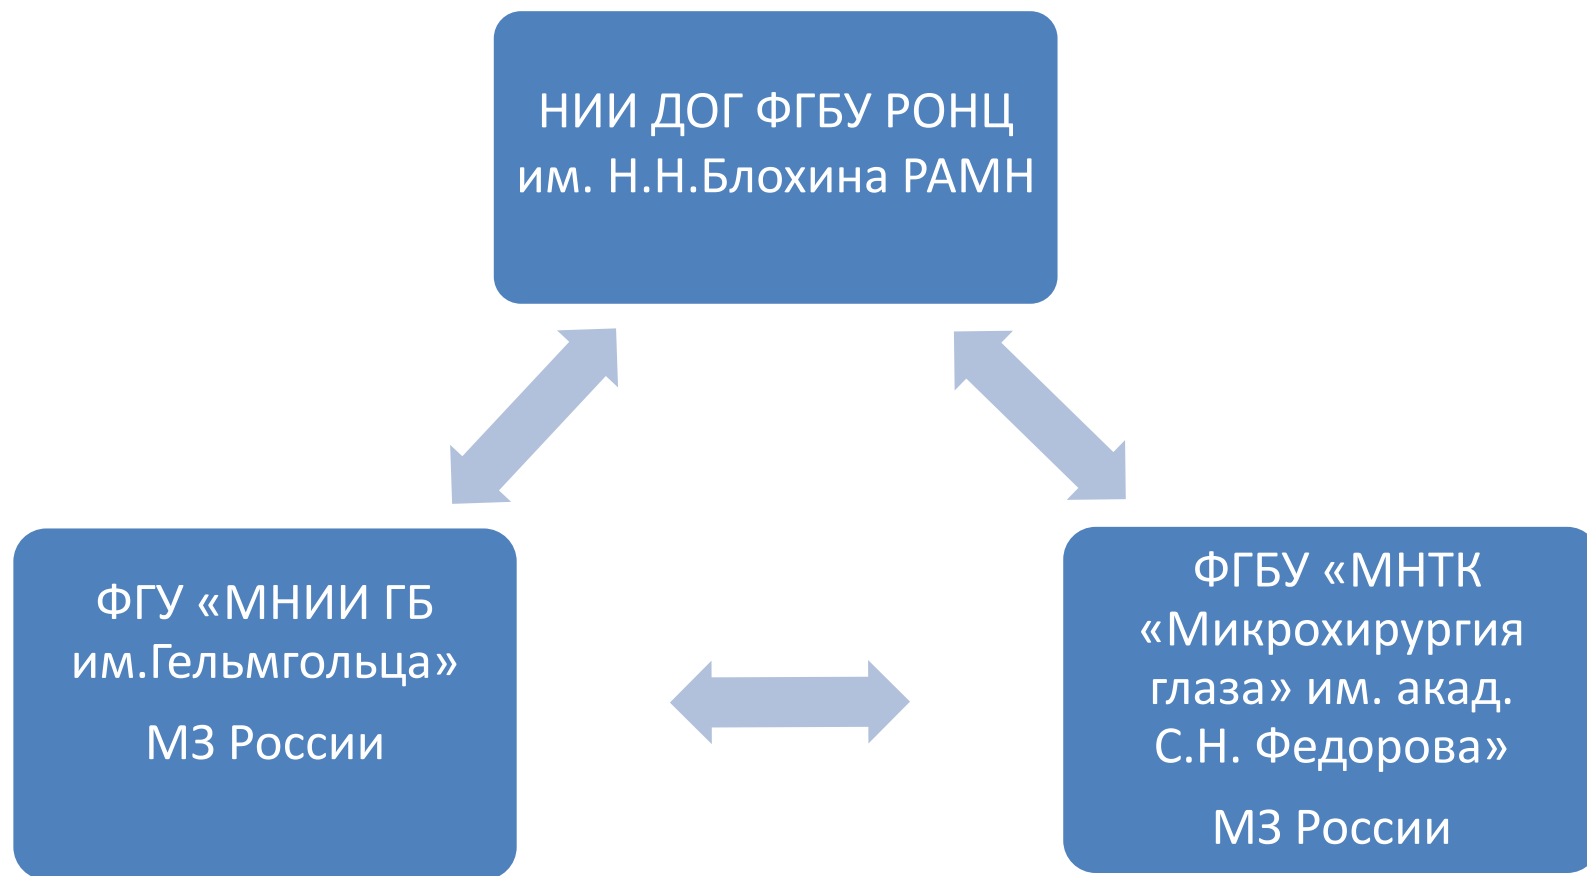 НИИ ДОГ ФГБУ РОНЦ
им. Н.Н.Блохина РАМН
ФГУ «МНИИ ГБ
им.Гельмгольца»
МЗ России
ФГБУ «МНТК
«Микрохирургия
глаза» им. акад.
С.Н. Федорова»
МЗ России